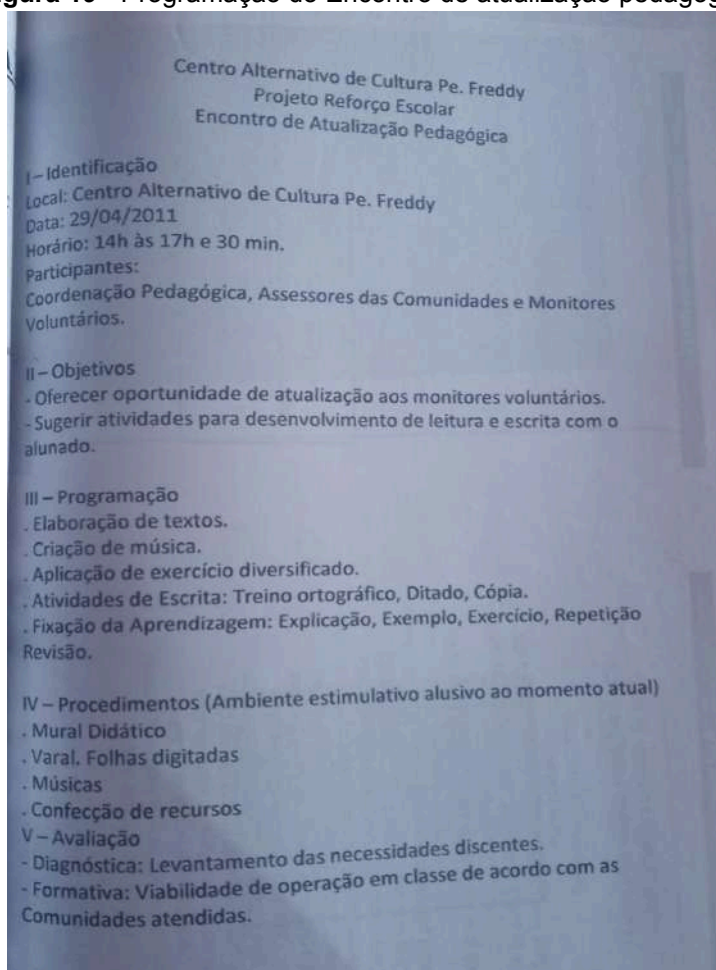 Programação do Encontro de atualização
Centro Alternativo de Cultura Pe. Freddy
Projeto Reforço Escolar
Encontro de Atualização Pedagógica
I – Identificação
Local: Centro Alternativo de Cultura Pe. Freddy
Data: 29/04/2011
Horário: 14h às 17h e 30 min.
Participantes:
Coordenação Pedagógica, Assessores das Comunidades e Monitores
Voluntários.
II – Objetivos
- Oferecer oportunidade de atualização aos monitores voluntários.
- Sugerir atividades para desenvolvimento de leitura e escrita com o
alunado.
III – Programação
. Elaboração de textos.
. Criação de música.
. Aplicação de exercício diversificado.
. Atividades de Escrita: Treino ortográfico, Ditado, Cópia.
. Fixação da Aprendizagem: Explicação, Exemplo, Exercício, Repetição
Revisão.
IV – Procedimentos (Ambiente estimulativo alusivo ao momento atual)
. Mural Didático
. Varal. Folhas digitadas
. Músicas
. Confecção de recursos
V – Avaliação
- Diagnóstica: Levantamento das necessidades discentes.
- Formativa: Viabilidade de operação em classe de acordo com as
Comunidades atendidas.